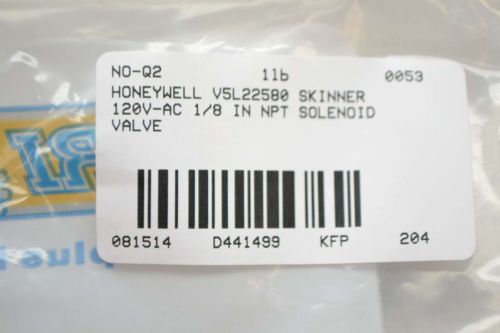 NO-Q2 1lb 0053
HONEYWELL V5L22580 SKINNER
120V-AC 1/8 IN NPT SOLENOID
VALVE
081514 D441499 KFP 204
plus